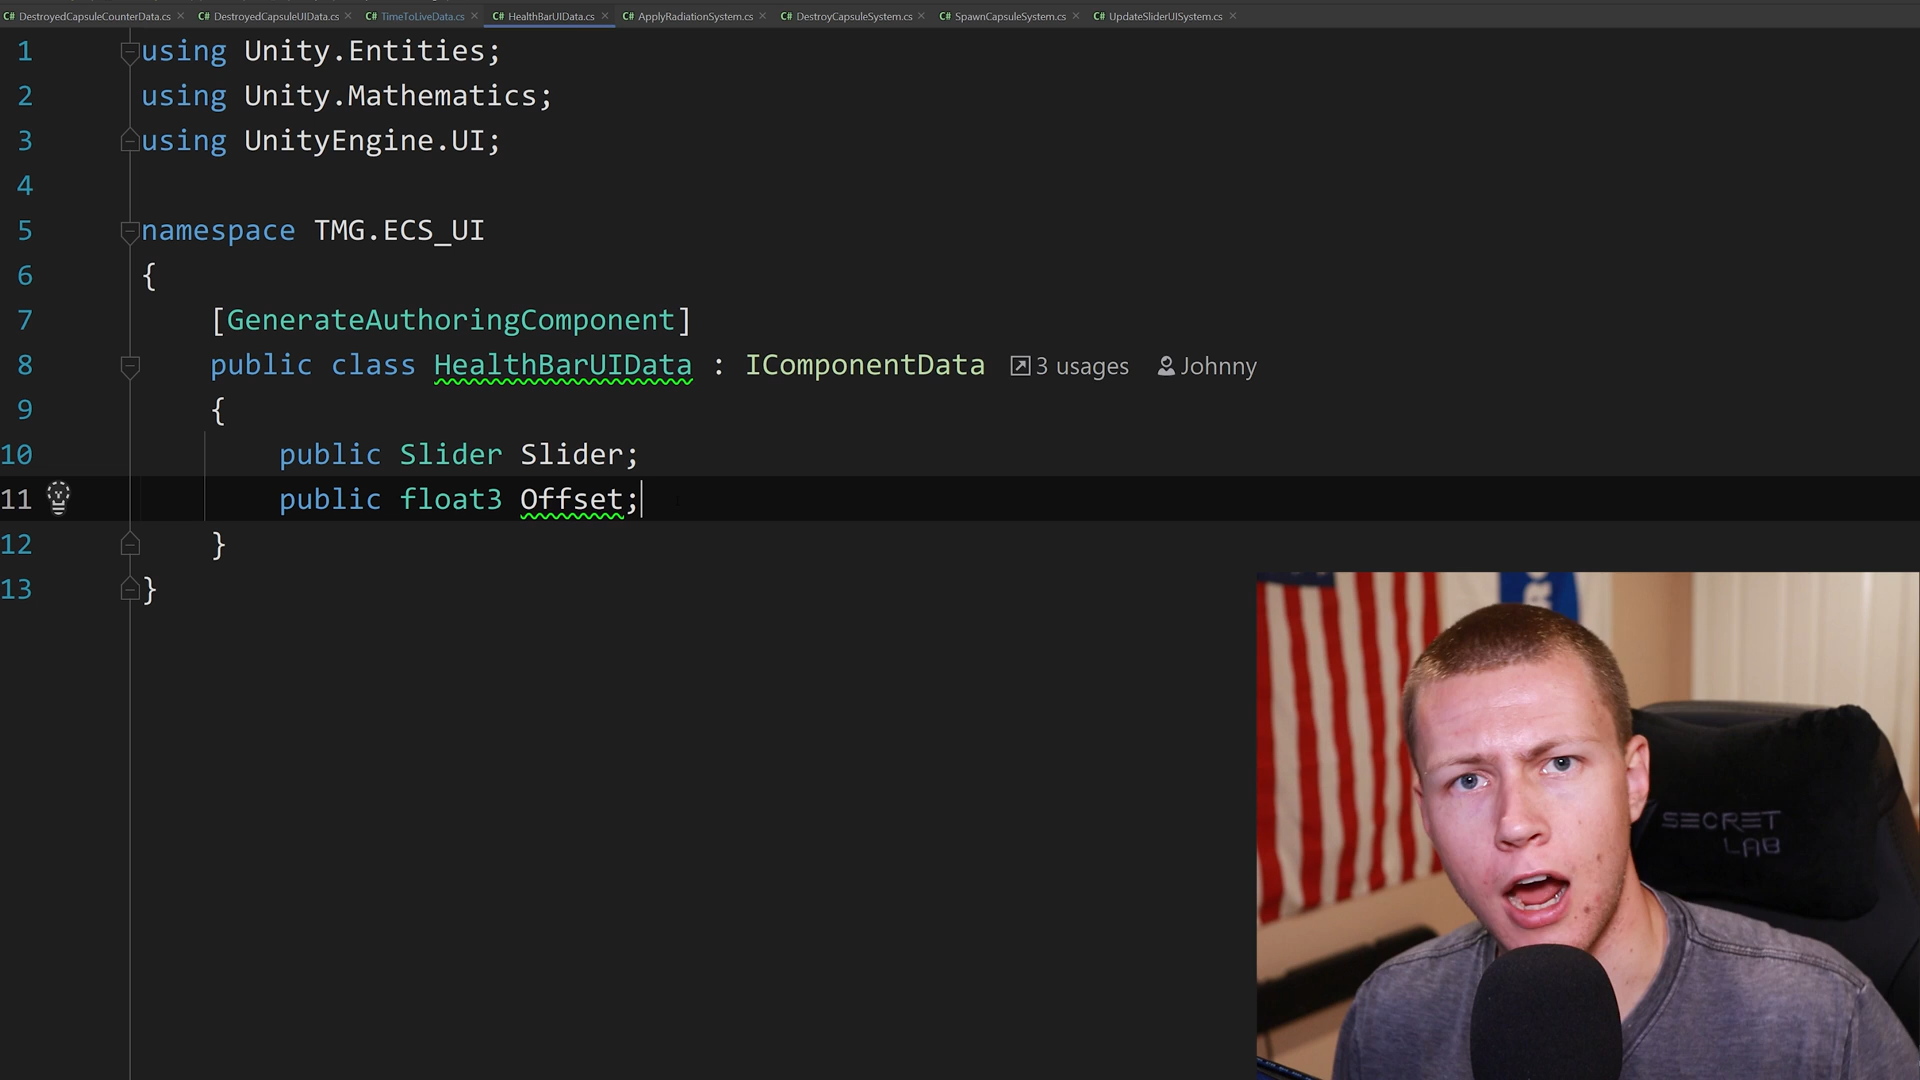 C# DestroyedCapsuleCounterData.cs × C# DestroyedCapsuleUIData.cs × C# TimeToLiveData.cs × C# HealthBarUIData.cs × C# ApplyRadiationSystem.cs × C# DestroyCapsuleSystem.cs × C# SpawnCapsuleSystem.cs × C# UpdateSliderUISystem.cs ×
1 using Unity.Entities;
2 using Unity.Mathematics;
3 using UnityEngine.UI;
4
5 namespace TMG.ECS_UI
6 {
7 [GenerateAuthoringComponent]
8 public class HealthBarUIData : IComponentData 3 usages Johnny
9 {
10 public Slider Slider;
11 public float3 Offset;
12 }
13 }
SECRET
LAB